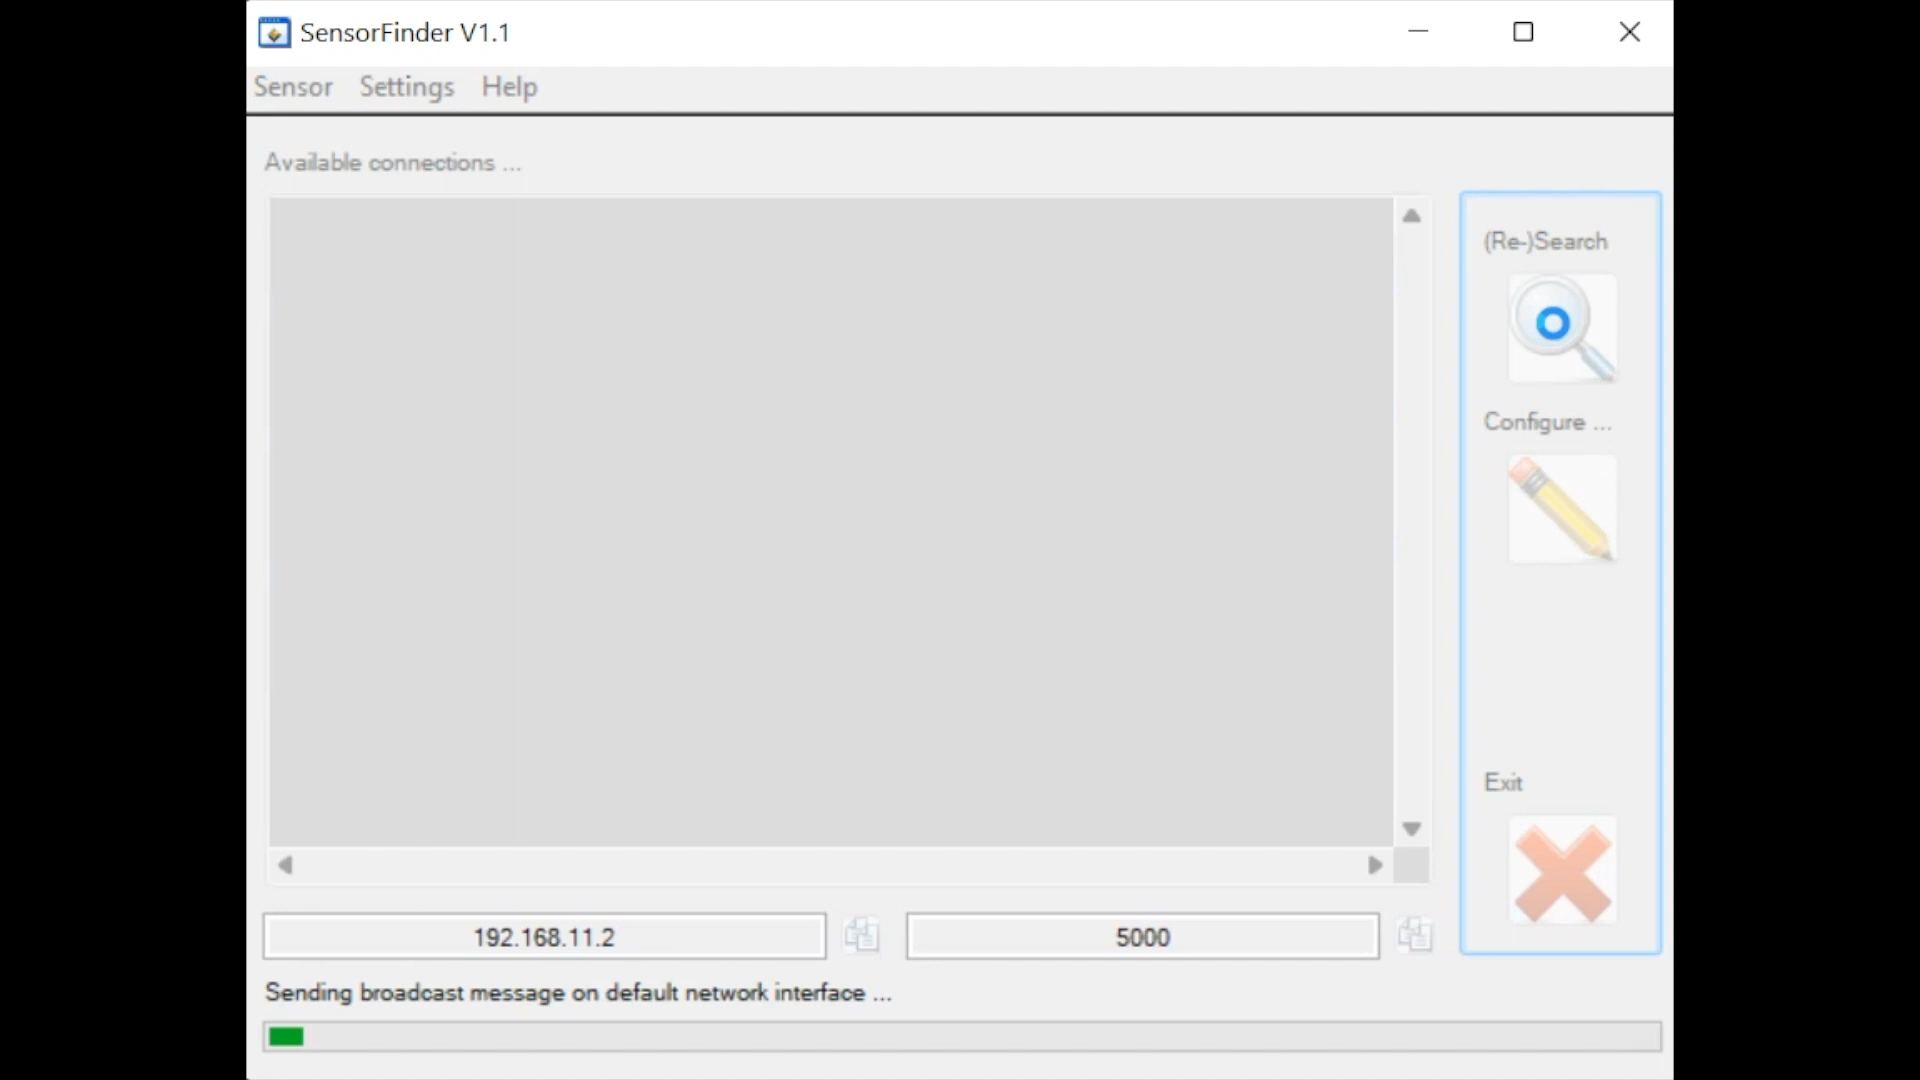 SensorFinder V1.1
Sensor Settings Help
Available connections ...
(Re-)Search
Configure ...
Exit
192.168.11.2
5000
Sending broadcast message on default network interface ...